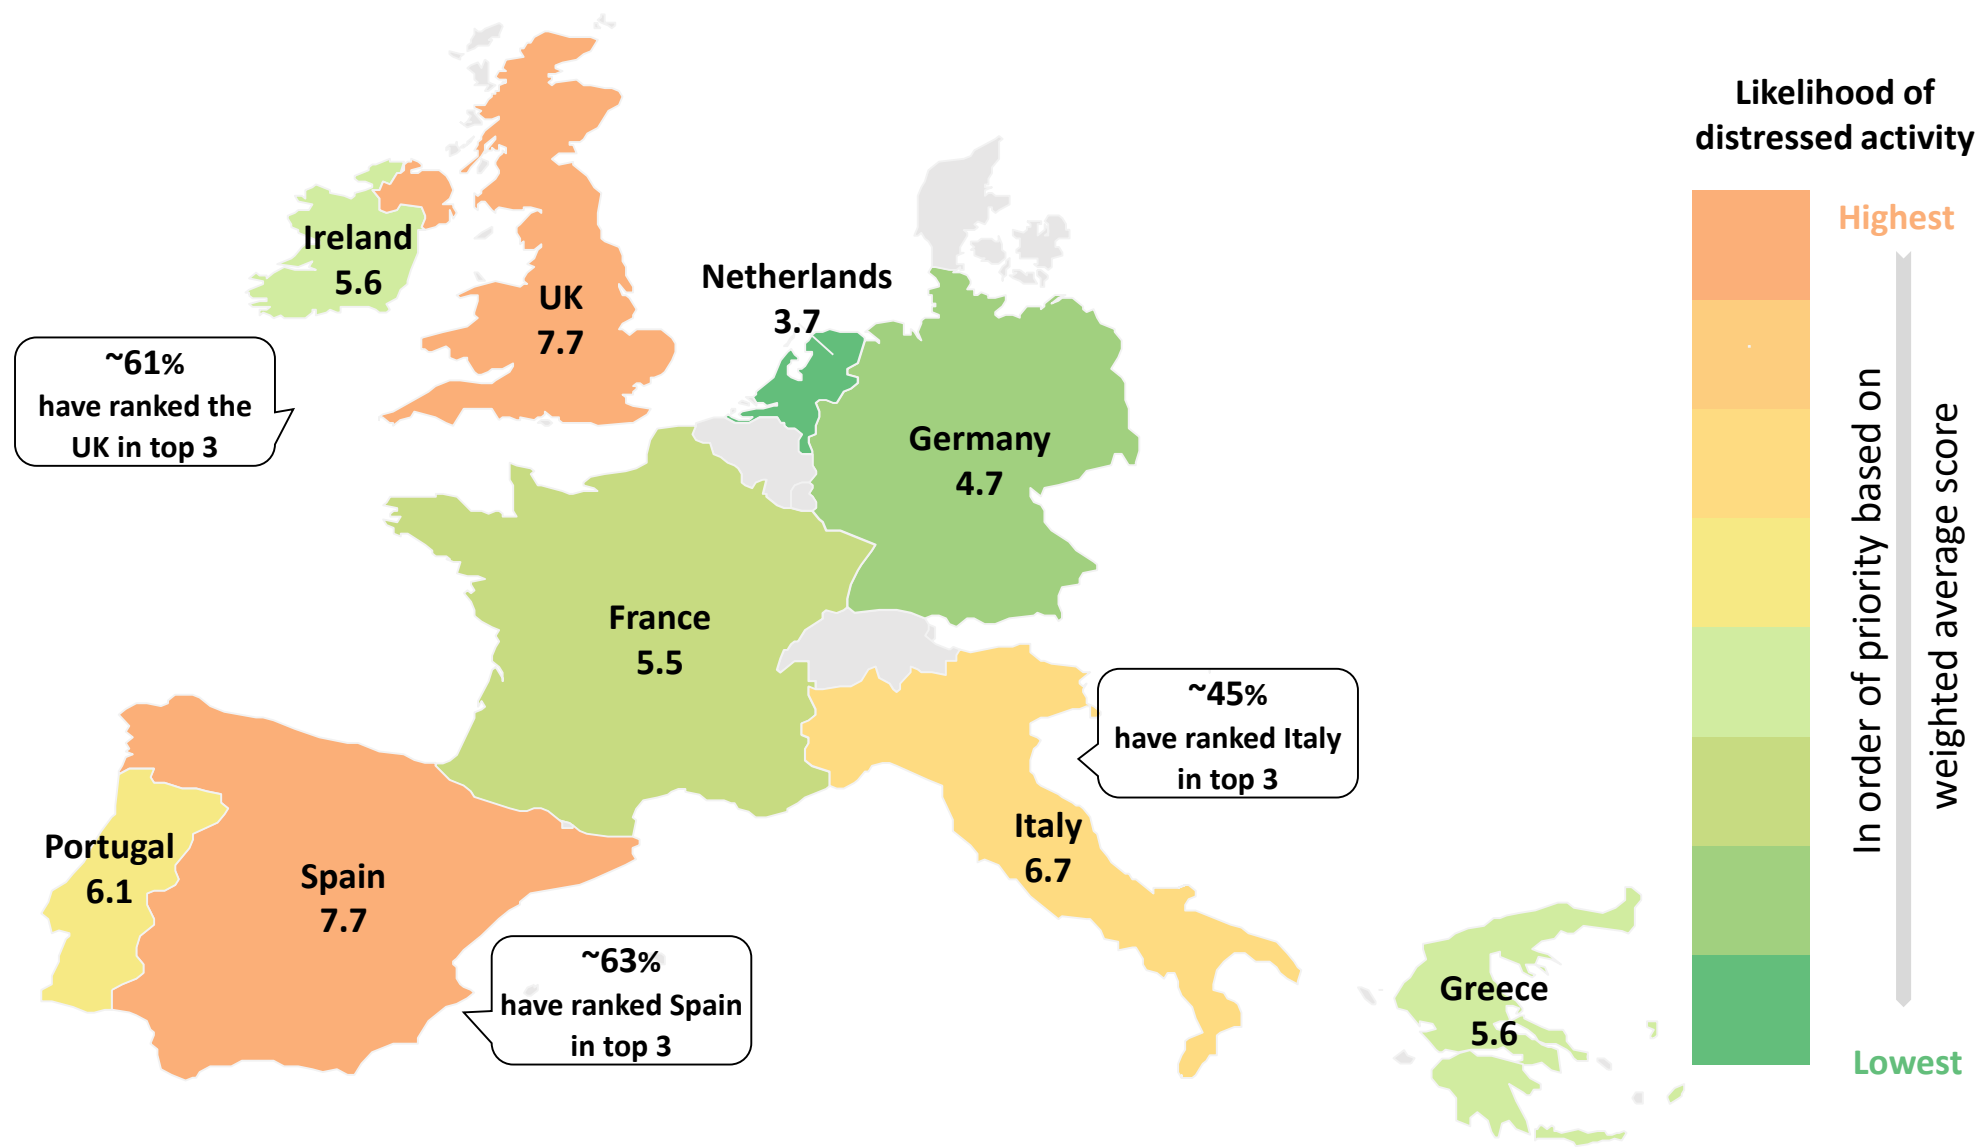 Likelihood of
distressed activity
Highest
Ireland
5.6
UK
7.7
Netherlands
3.7
~61%
have ranked the
UK in top 3
Germany
4.7
France
5.5
~45%
have ranked Italy
in top 3
Italy
6.7
Portugal
6.1
Spain
7.7
~63%
have ranked Spain
in top 3
Greece
5.6
In order of priority based on
weighted average score
Lowest